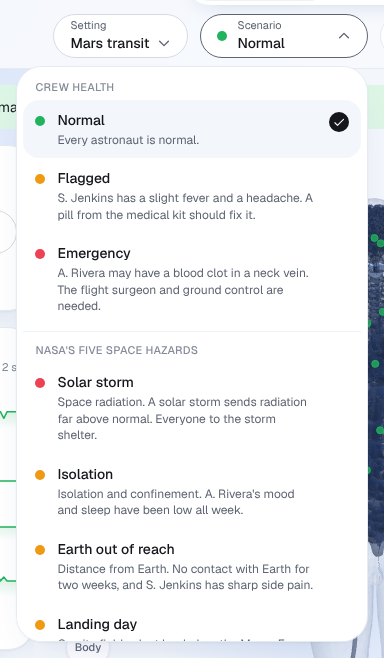 Setting
Mars transit
Scenario
Normal
CREW HEALTH
Normal
Every astronaut is normal.
Flagged
S. Jenkins has a slight fever and a headache. A
pill from the medical kit should fix it.
Emergency
A. Rivera may have a blood clot in a neck vein.
The flight surgeon and ground control are
needed.
NASA'S FIVE SPACE HAZARDS
Solar storm
Space radiation. A solar storm sends radiation
far above normal. Everyone to the storm
shelter.
2 s
Isolation
Isolation and confinement. A. Rivera's mood
and sleep have been low all week.
Earth out of reach
Distance from Earth. No contact with Earth for
two weeks, and S. Jenkins has sharp side pain.
Landing day
Body